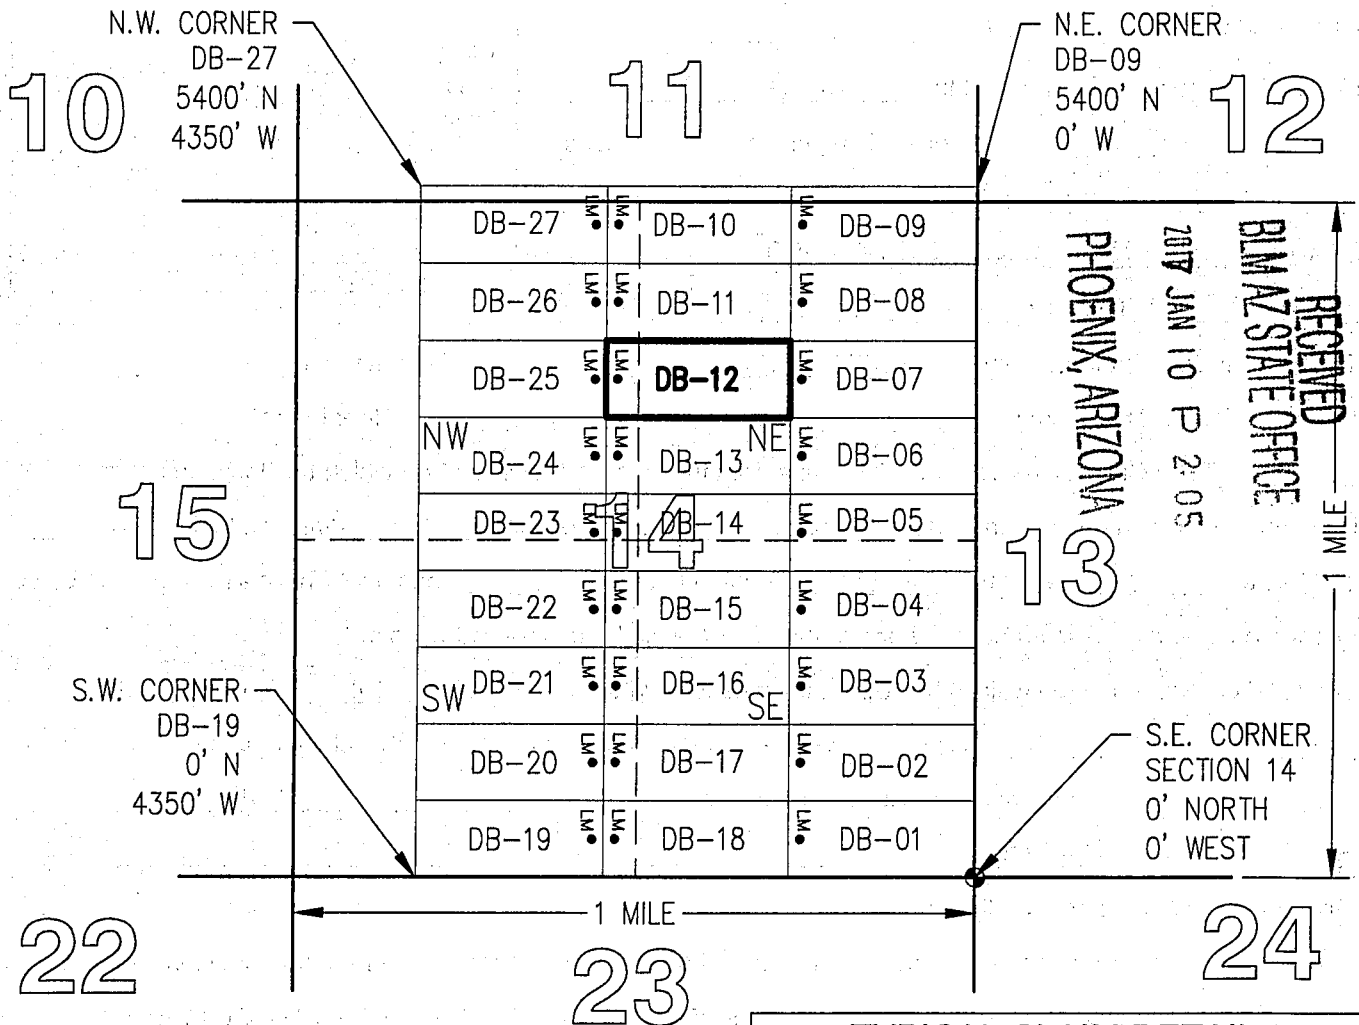 N.W. CORNER
DB-27
5400' N
4350' W
N.E. CORNER
DB-09
5400' N
0' W
10
11
12
LM LM LM
DB-27 DB-10 DB-09
LM LM LM
DB-26 DB-11 DB-08
LM LM LM
DB-25 DB-12 DB-07
NW NE
LM LM LM
DB-24 DB-13 DB-06
LM LM LM
DB-23 DB-14 DB-05
15
14
13
LM LM LM
DB-22 DB-15 DB-04
LM LM LM
DB-21 DB-16 DB-03
SW SE
LM LM LM
DB-20 DB-17 DB-02
LM LM LM
DB-19 DB-18 DB-01
RECEIVED
BLM AZ STATE OFFICE
2017 JAN 10 P 2:05
PHOENIX, ARIZONA
1 MILE
S.W. CORNER
DB-19
0' N
4350' W
S.E. CORNER
SECTION 14
0' NORTH
0' WEST
1 MILE
22
23
24